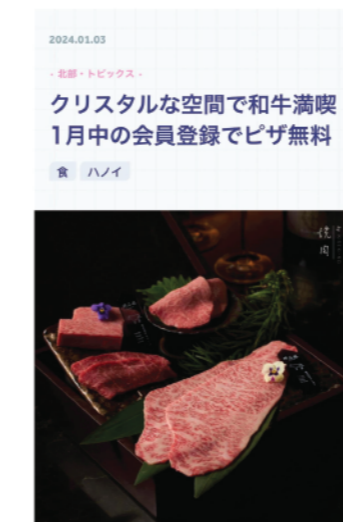 2024.01.03
・北部・トピックス・
クリスタルな空間で和牛満喫
1月中の会員登録でピザ無料
食 ハノイ
焼肉